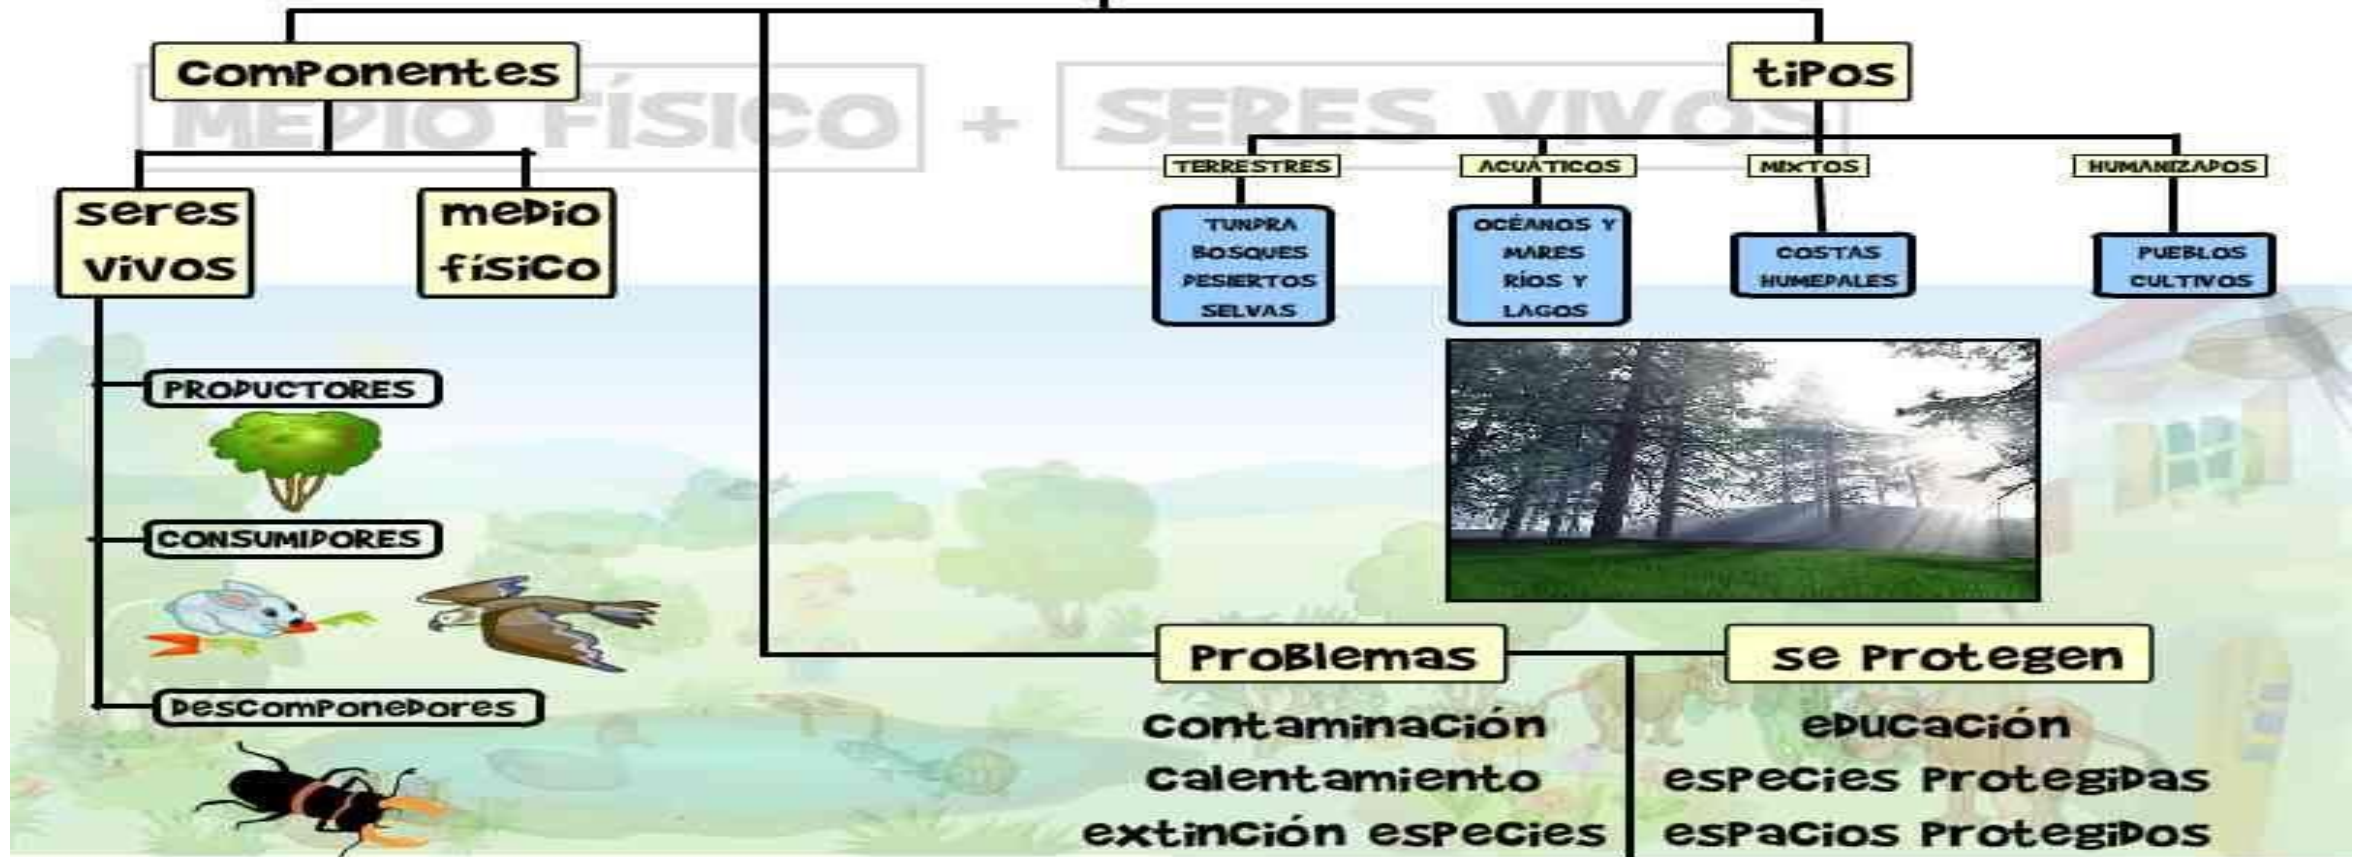 componentes
tipos
MEDIO FÍSICO + SERES VIVOS
TERRESTRES
ACUÁTICOS
MIXTOS
HUMANIZADOS
seres
vivos
medio
físico
TUNDRA
BOSQUES
DESIERTOS
SELVAS
OCÉANOS Y
MARES
RÍOS Y
LAGOS
COSTAS
HUMEDALES
PUEBLOS
CULTIVOS
PRODUCTORES
CONSUMIDORES
descomponedores
problemas
contaminación
calentamiento
extinción especies
se protegen
educación
especies protegidas
espacios protegidos